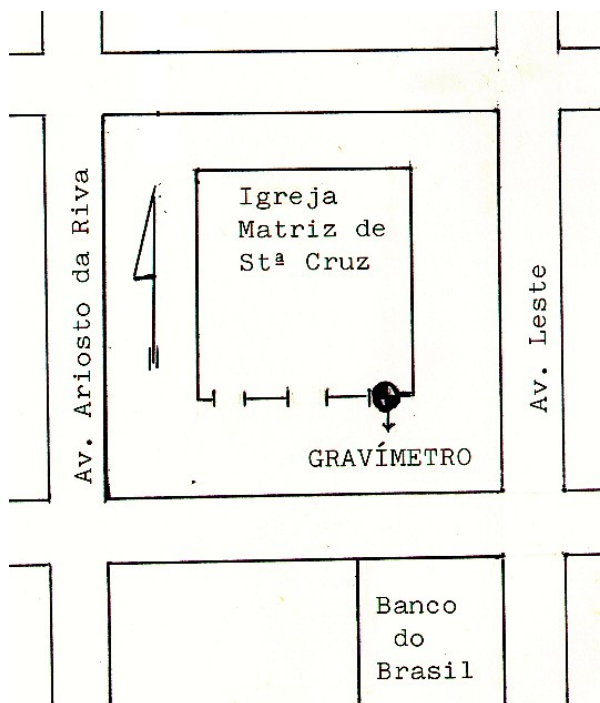 Av. Ariosto da Riva
Igreja
Matriz de
Stª Cruz
Av. Leste
GRAVÍMETRO
Banco
do
Brasil